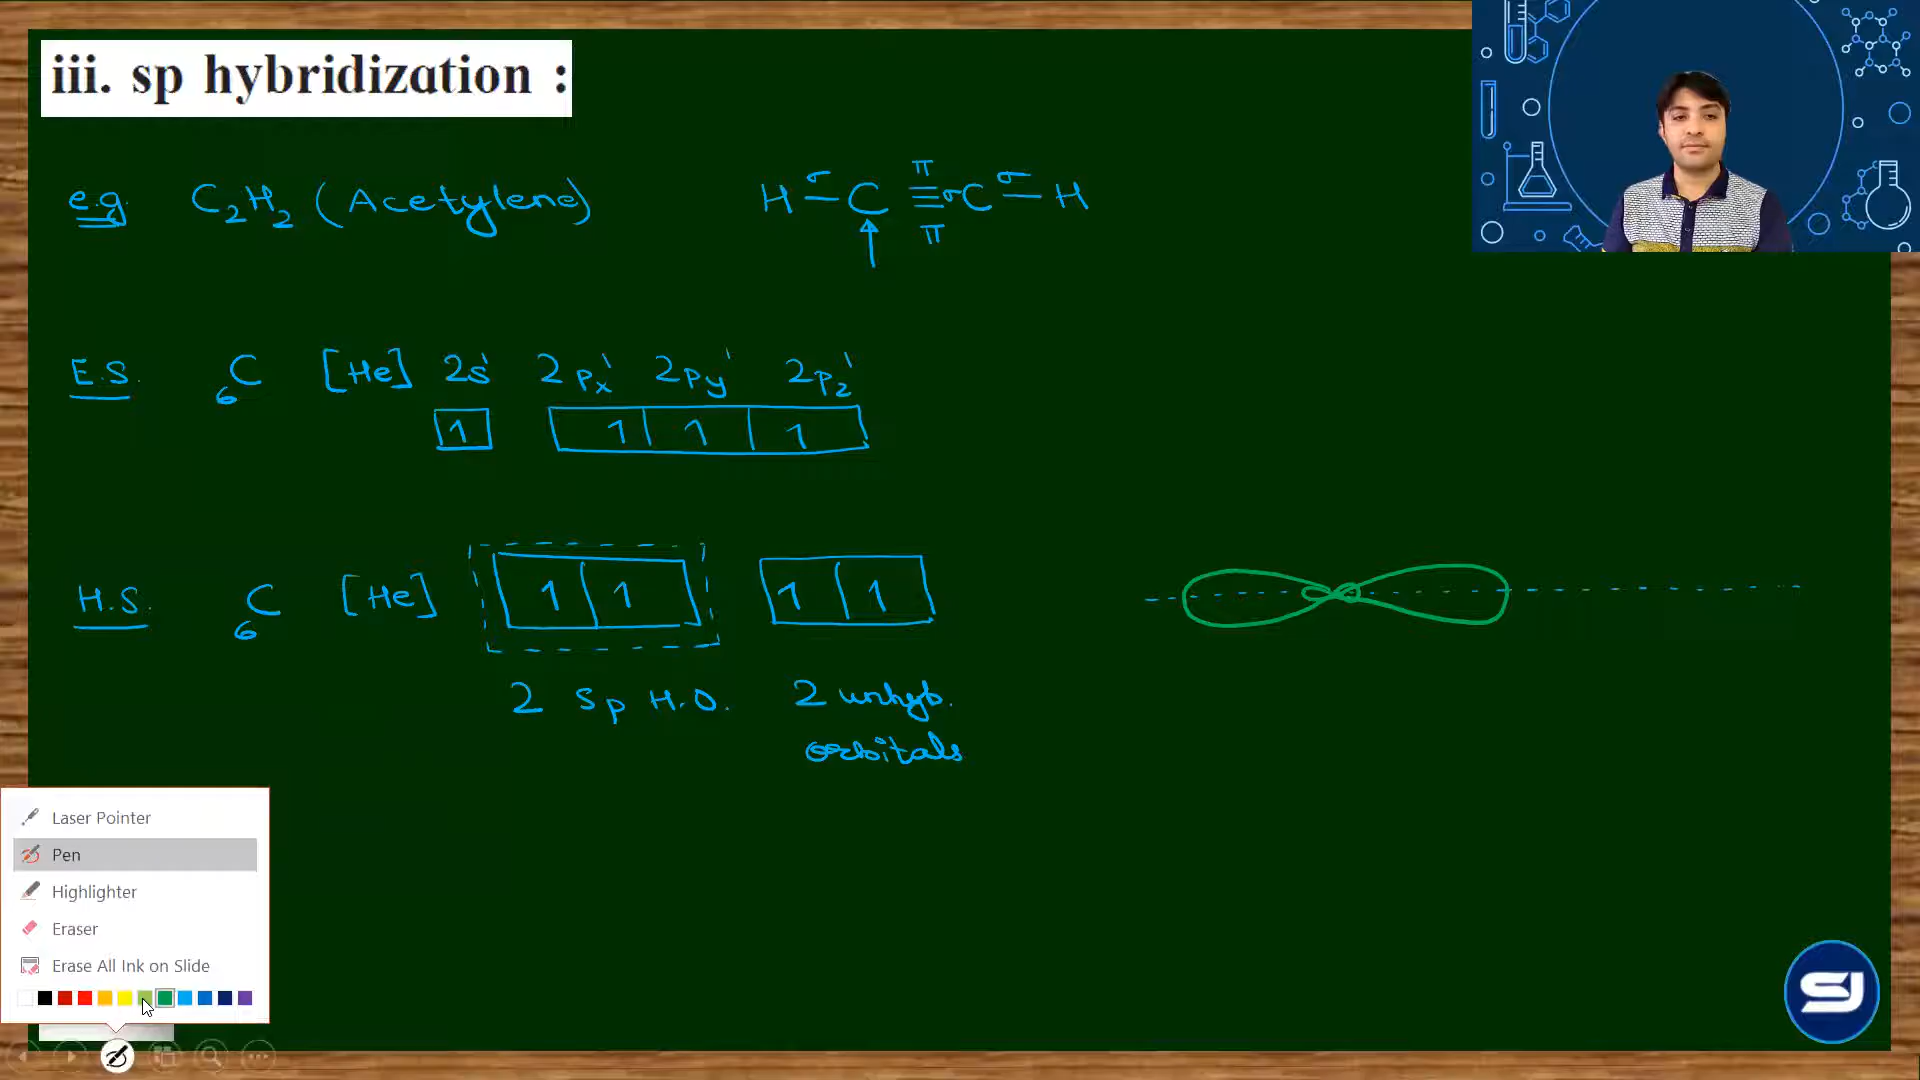 iii. sp hybridization :
e.g. C₂H₂ (Acetylene)
π
H –σ C ≡σ C –σ H
π
E.S. ₆C [He] 2s¹ 2px¹ 2py¹ 2pz¹
1 1 1 1
H.S. ₆C [He] 1 1 1 1
2 sp H.O. 2 unhyb.
orbitals
Laser Pointer
Pen
Highlighter
Eraser
Erase All Ink on Slide
SJ